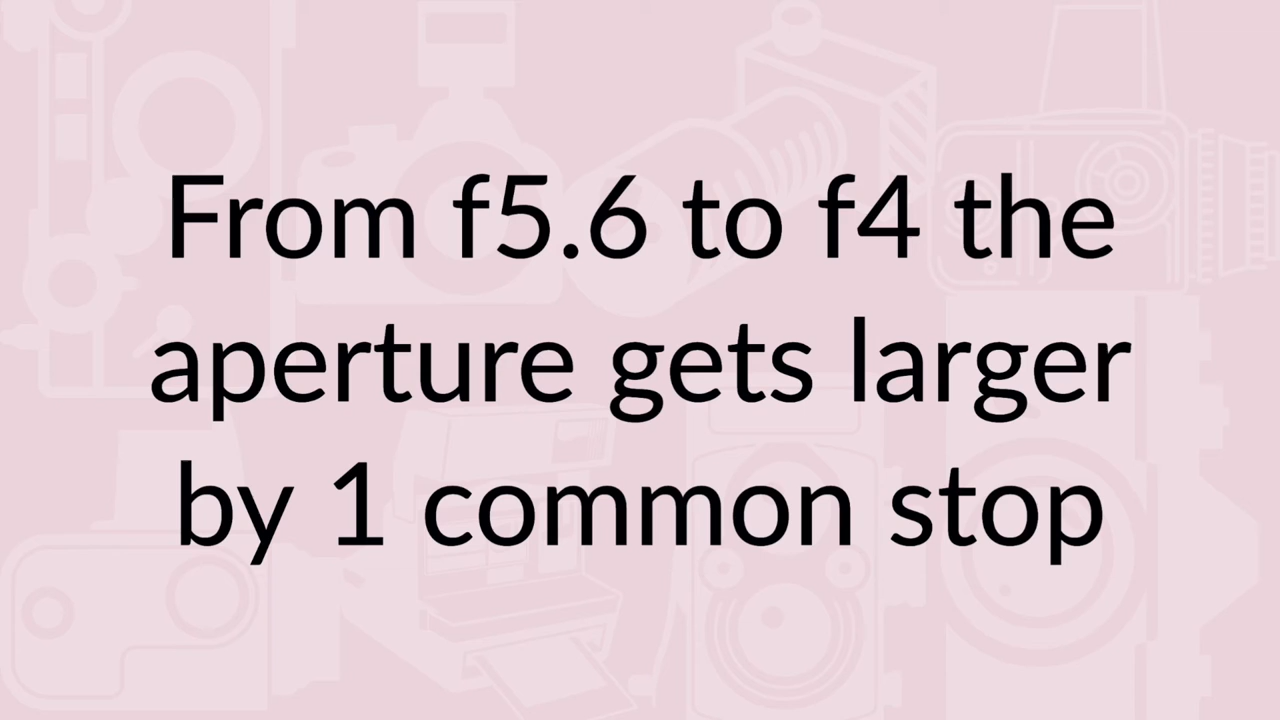 From f5.6 to f4 the
aperture gets larger
by 1 common stop